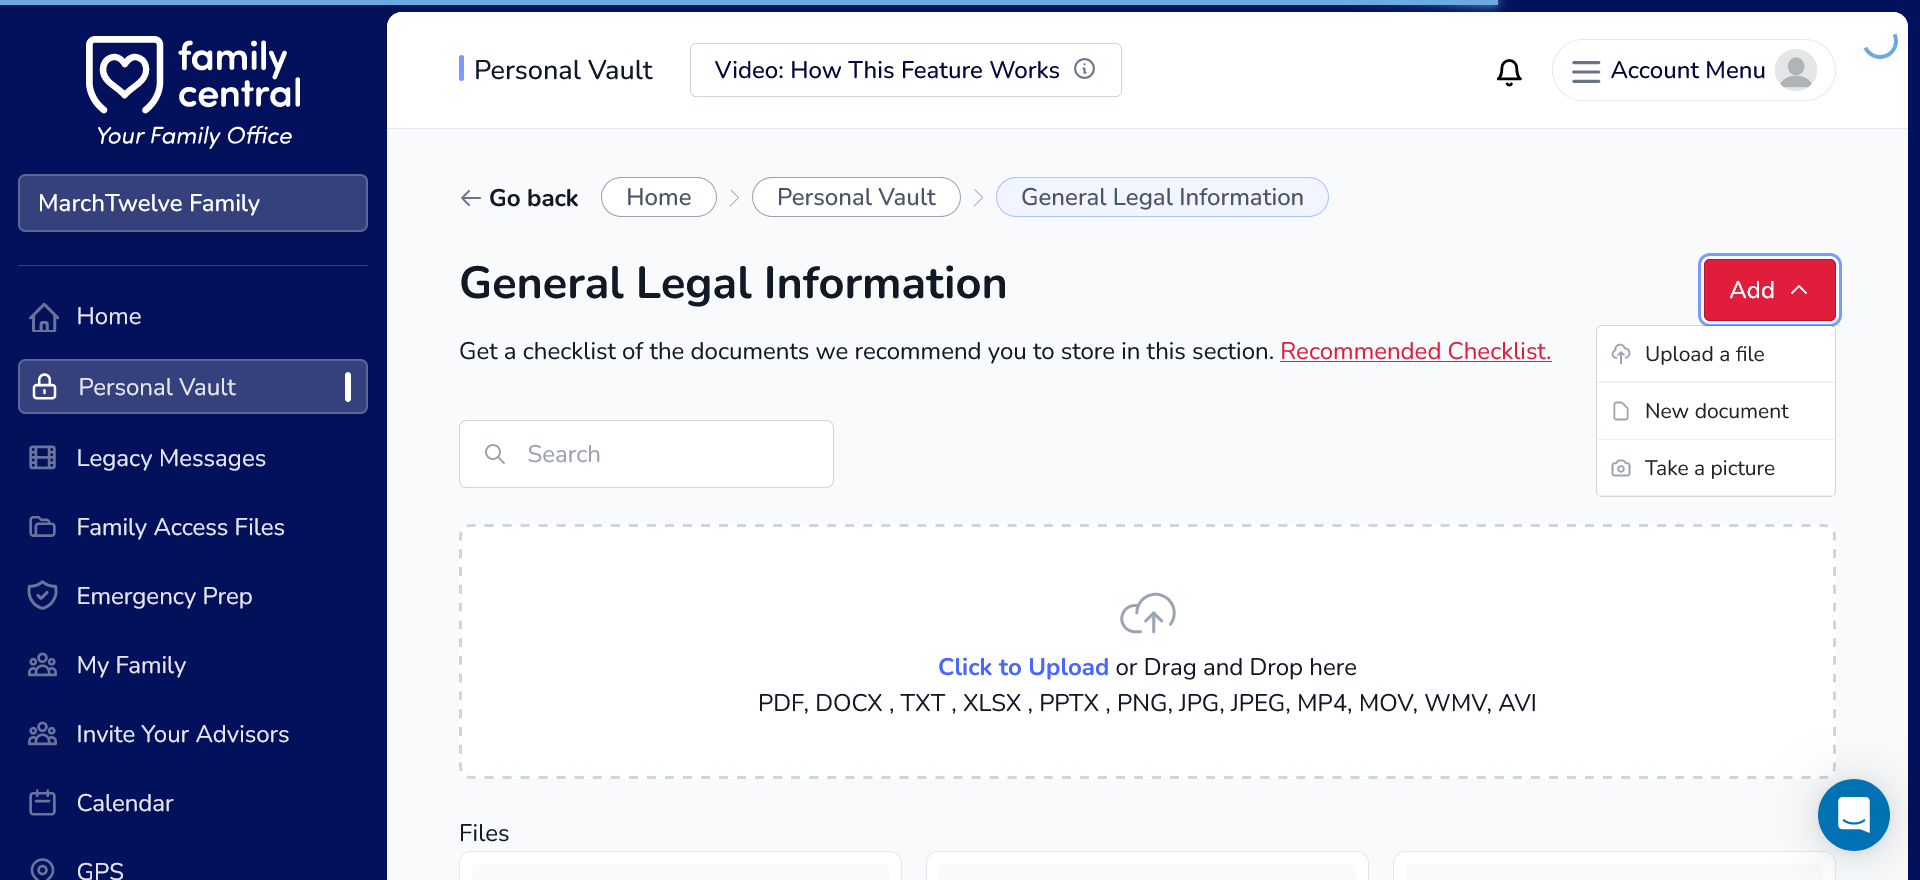 family
central
Your Family Office
MarchTwelve Family
Home
Personal Vault
Legacy Messages
Family Access Files
Emergency Prep
My Family
Invite Your Advisors
Calendar
GPS
Personal Vault
Video: How This Feature Works
Account Menu
Go back
Home
Personal Vault
General Legal Information
General Legal Information
Get a checklist of the documents we recommend you to store in this section. Recommended Checklist.
Add
Upload a file
New document
Take a picture
Search
Click to Upload or Drag and Drop here
PDF, DOCX , TXT , XLSX , PPTX , PNG, JPG, JPEG, MP4, MOV, WMV, AVI
Files